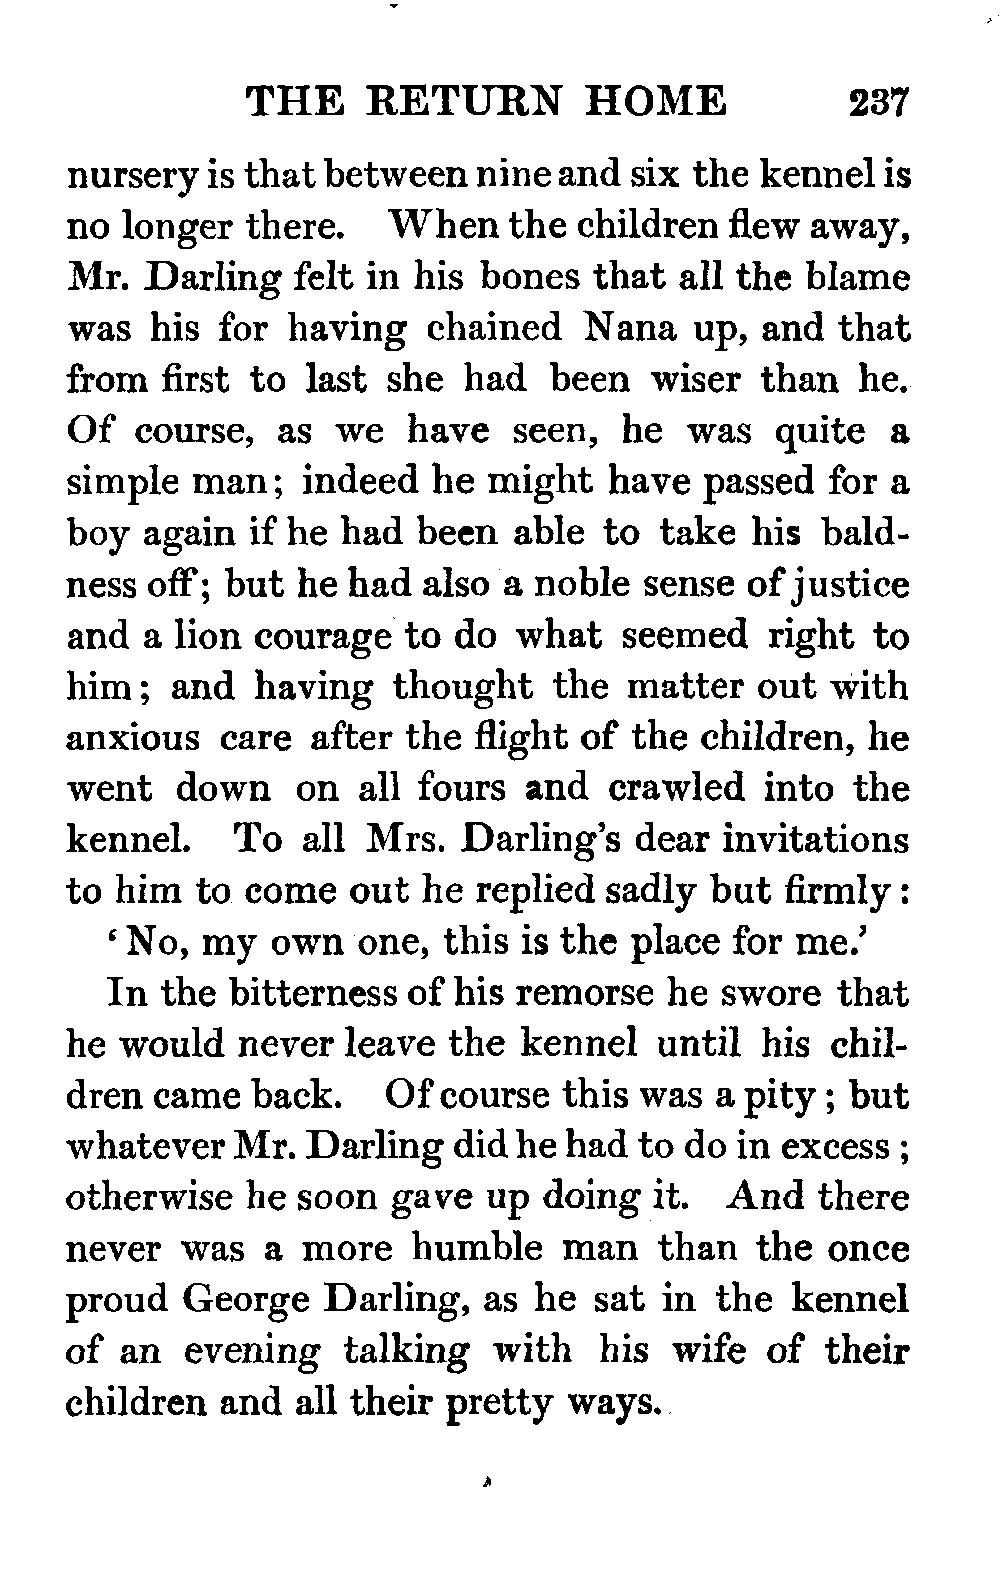 THE RETURN HOME 237
nursery is that between nine and six the kennel is
no longer there. When the children flew away,
Mr. Darling felt in his bones that all the blame
was his for having chained Nana up, and that
from first to last she had been wiser than he.
Of course, as we have seen, he was quite a
simple man; indeed he might have passed for a
boy again if he had been able to take his bald-
ness off; but he had also a noble sense of justice
and a lion courage to do what seemed right to
him; and having thought the matter out with
anxious care after the flight of the children, he
went down on all fours and crawled into the
kennel. To all Mrs. Darling's dear invitations
to him to come out he replied sadly but firmly:
‘No, my own one, this is the place for me.’
In the bitterness of his remorse he swore that
he would never leave the kennel until his chil-
dren came back. Of course this was a pity; but
whatever Mr. Darling did he had to do in excess;
otherwise he soon gave up doing it. And there
never was a more humble man than the once
proud George Darling, as he sat in the kennel
of an evening talking with his wife of their
children and all their pretty ways.